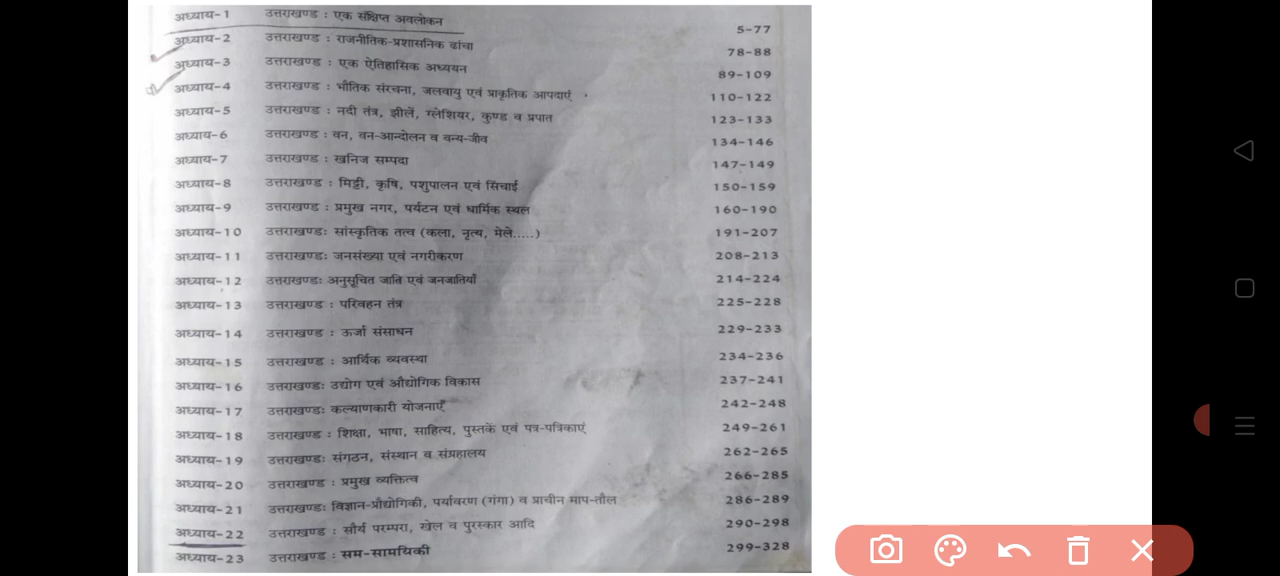 अध्याय-1 उत्तराखण्ड : एक संक्षिप्त अवलोकन 5-77
अध्याय-2 उत्तराखण्ड : राजनीतिक-प्रशासनिक ढांचा 78-88
अध्याय-3 उत्तराखण्ड : एक ऐतिहासिक अध्ययन 89-109
अध्याय-4 उत्तराखण्ड : भौतिक संरचना, जलवायु एवं प्राकृतिक आपदाएं 110-122
अध्याय-5 उत्तराखण्ड : नदी तंत्र, झीलें, ग्लेशियर, कुण्ड व प्रपात 123-133
अध्याय-6 उत्तराखण्ड : वन, वन-आन्दोलन व वन्य-जीव 134-146
अध्याय-7 उत्तराखण्ड : खनिज सम्पदा 147-149
अध्याय-8 उत्तराखण्ड : मिट्टी, कृषि, पशुपालन एवं सिंचाई 150-159
अध्याय-9 उत्तराखण्ड : प्रमुख नगर, पर्यटन एवं धार्मिक स्थल 160-190
अध्याय-10 उत्तराखण्डः सांस्कृतिक तत्व (कला, नृत्य, मेले.....) 191-207
अध्याय-11 उत्तराखण्डः जनसंख्या एवं नगरीकरण 208-213
अध्याय-12 उत्तराखण्डः अनुसूचित जाति एवं जनजातियाँ 214-224
अध्याय-13 उत्तराखण्ड : परिवहन तंत्र 225-228
अध्याय-14 उत्तराखण्ड : ऊर्जा संसाधन 229-233
अध्याय-15 उत्तराखण्ड : आर्थिक व्यवस्था 234-236
अध्याय-16 उत्तराखण्डः उद्योग एवं औद्योगिक विकास 237-241
अध्याय-17 उत्तराखण्डः कल्याणकारी योजनाएँ 242-248
अध्याय-18 उत्तराखण्ड : शिक्षा, भाषा, साहित्य, पुस्तकें एवं पत्र-पत्रिकाएं 249-261
अध्याय-19 उत्तराखण्डः संगठन, संस्थान व संग्रहालय 262-265
अध्याय-20 उत्तराखण्ड : प्रमुख व्यक्तित्व 266-285
अध्याय-21 उत्तराखण्डः विज्ञान-प्रौद्योगिकी, पर्यावरण (गंगा) व प्राचीन माप-तौल 286-289
अध्याय-22 उत्तराखण्ड : सौर्य परम्परा, खेल व पुरस्कार आदि 290-298
अध्याय-23 उत्तराखण्ड : सम-सामयिकी 299-328